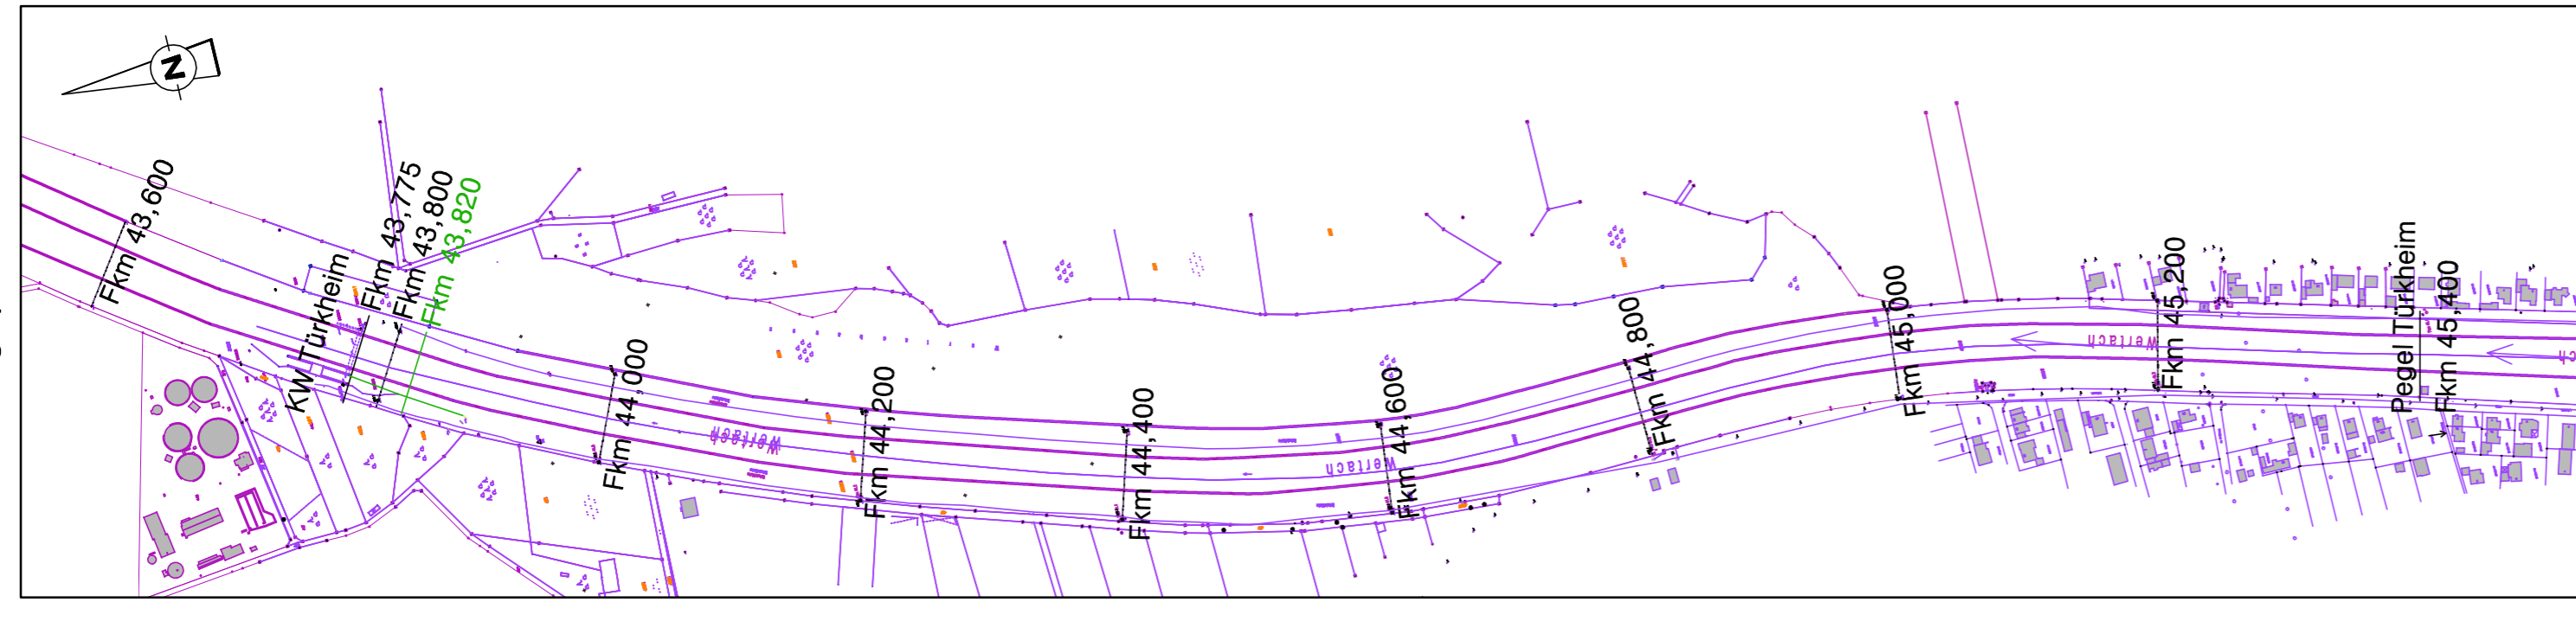 N
Fkm 43,600
KW Türkheim
Fkm 43,775
Fkm 43,800
Fkm 43,820
Fkm 44,000
Wertach
Fkm 44,200
Fkm 44,400
Wertach
Fkm 44,600
Fkm 44,800
Fkm 45,000
Wertach
Fkm 45,200
Pegel Türkheim
Fkm 45,400